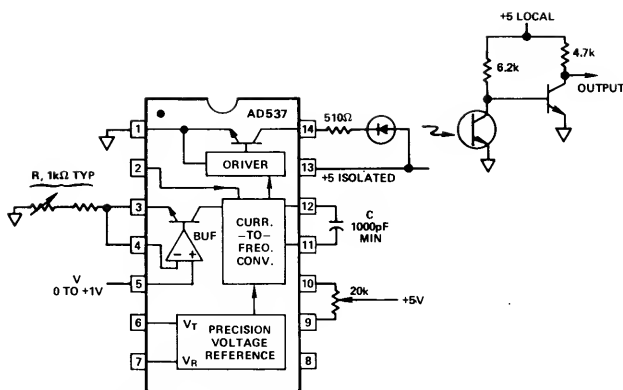 +5 LOCAL
6.2k
4.7k
OUTPUT
AD537
1
14
510Ω
ORIVER
2
13
+5 ISOLATED
R, 1kΩ TYP
3
12
C
1000pF
MIN
BUF
CURR.
-TO-
FREO.
CONV.
4
11
V
0 TO +1V
5
10
20k
+5V
6
VT
PRECISION
VOLTAGE
REFERENCE
9
7
VR
8